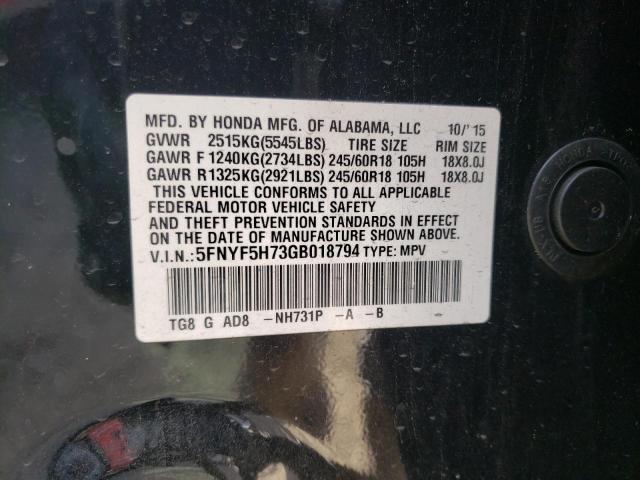 MFD. BY HONDA MFG. OF ALABAMA, LLC 10/'15
GVWR 2515KG(5545LBS) TIRE SIZE RIM SIZE
GAWR F 1240KG(2734LBS) 245/60R18 105H 18X8.0J
GAWR R 1325KG(2921LBS) 245/60R18 105H 18X8.0J
THIS VEHICLE CONFORMS TO ALL APPLICABLE
FEDERAL MOTOR VEHICLE SAFETY
AND THEFT PREVENTION STANDARDS IN EFFECT
ON THE DATE OF MANUFACTURE SHOWN ABOVE.
V.I.N.: 5FNYF5H73GB018794 TYPE: MPV
TG8 G AD8 -NH731P -A -B -